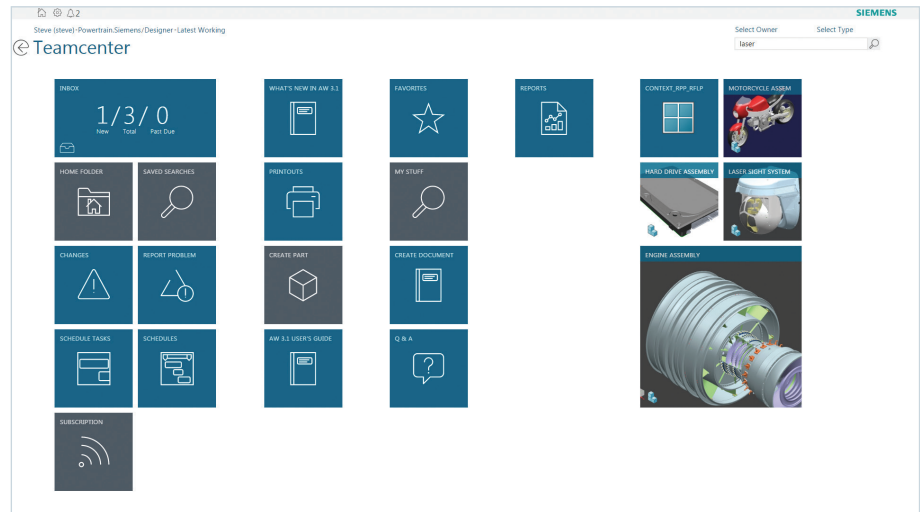 2
SIEMENS
Steve (steve)·Powertrain.Siemens/Designer·Latest Working
Select Owner
Select Type
Teamcenter
laser
INBOX
1/3/0
New Total Past Due
WHAT'S NEW IN AW 3.1
FAVORITES
REPORTS
CONTEXT_RPP_RFLP
MOTORCYCLE ASSEM
HOME FOLDER
SAVED SEARCHES
PRINTOUTS
MY STUFF
HARD DRIVE ASSEMBLY
LASER SIGHT SYSTEM
CHANGES
REPORT PROBLEM
CREATE PART
CREATE DOCUMENT
ENGINE ASSEMBLY
SCHEDULE TASKS
SCHEDULES
AW 3.1 USER'S GUIDE
Q & A
SUBSCRIPTION